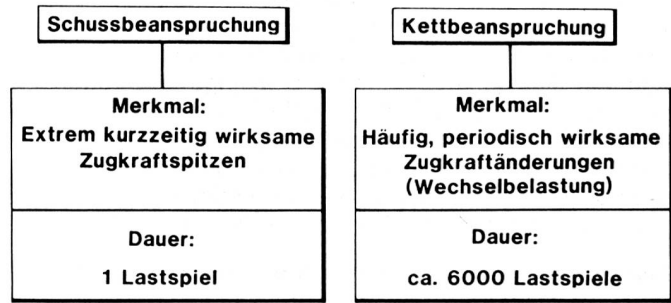 Schussbeanspruchung
Merkmal:
Extrem kurzzeitig wirksame
Zugkraftspitzen
Dauer:
1 Lastspiel
Kettbeanspruchung
Merkmal:
Häufig, periodisch wirksame
Zugkraftänderungen
(Wechselbelastung)
Dauer:
ca. 6000 Lastspiele